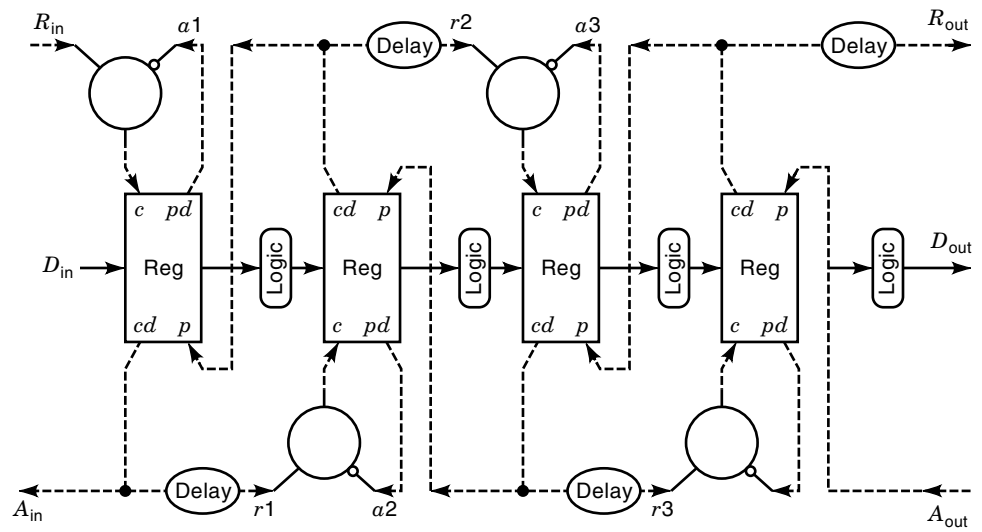 R_in a1 Delay r2 a3 Delay R_out
c pd cd p c pd cd p
D_in Reg Logic Reg Logic Reg Logic Reg Logic D_out
cd p c pd cd p c pd
A_in Delay r1 a2 Delay r3 A_out